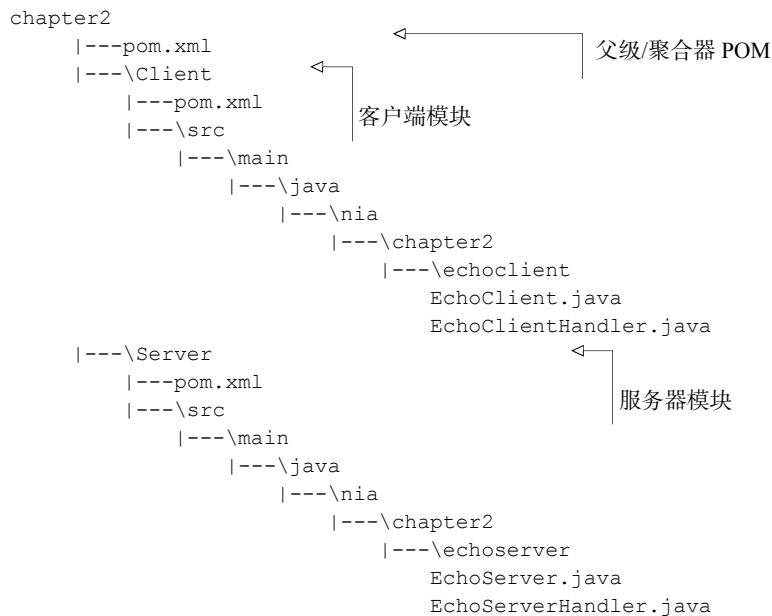 chapter2
|---pom.xml
父级/聚合器 POM
|---\Client
|---pom.xml
客户端模块
|---\src
|---\main
|---\java
|---\nia
|---\chapter2
|---\echoclient
EchoClient.java
EchoClientHandler.java
|---\Server
|---pom.xml
服务器模块
|---\src
|---\main
|---\java
|---\nia
|---\chapter2
|---\echoserver
EchoServer.java
EchoServerHandler.java